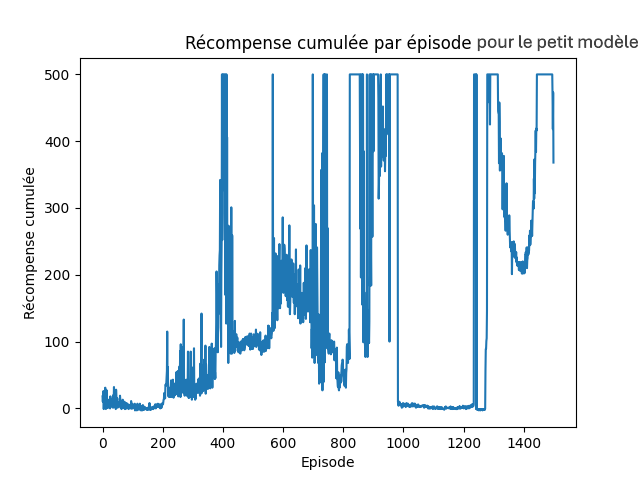 Récompense cumulée par épisode pour le petit modèle
500
400
300
200
100
0
Récompense cumulée
0 200 400 600 800 1000 1200 1400
Episode